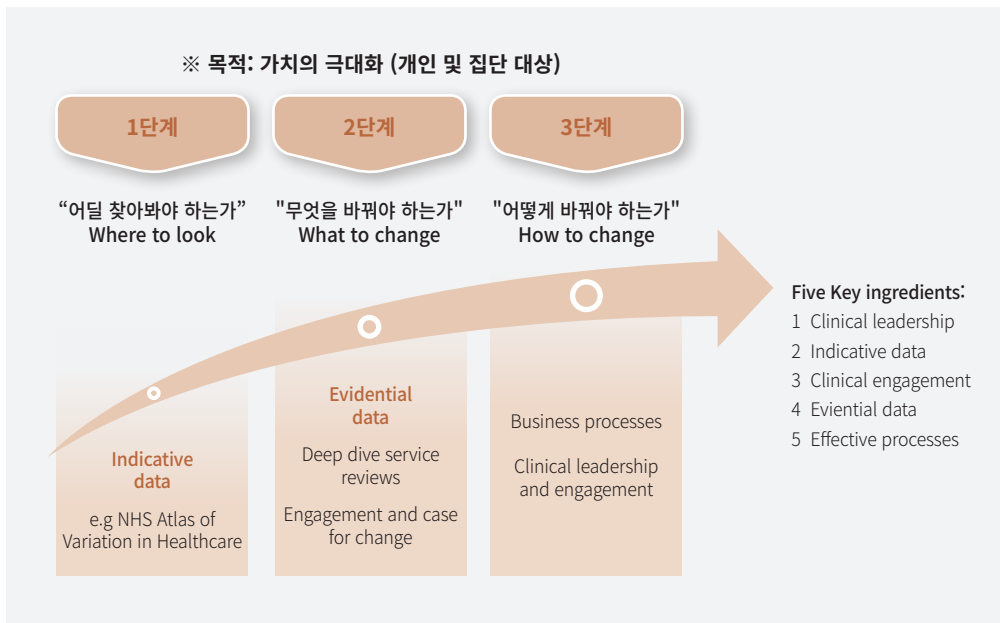 ※ 목적: 가치의 극대화 (개인 및 집단 대상)
1단계
“어딜 찾아봐야 하는가”
Where to look
2단계
"무엇을 바꿔야 하는가"
What to change
3단계
"어떻게 바꿔야 하는가"
How to change
Indicative
data
e.g NHS Atlas of
Variation in Healthcare
Evidential
data
Deep dive service
reviews
Engagement and case
for change
Business processes
Clinical leadership
and engagement
Five Key ingredients:
1 Clinical leadership
2 Indicative data
3 Clinical engagement
4 Eviential data
5 Effective processes